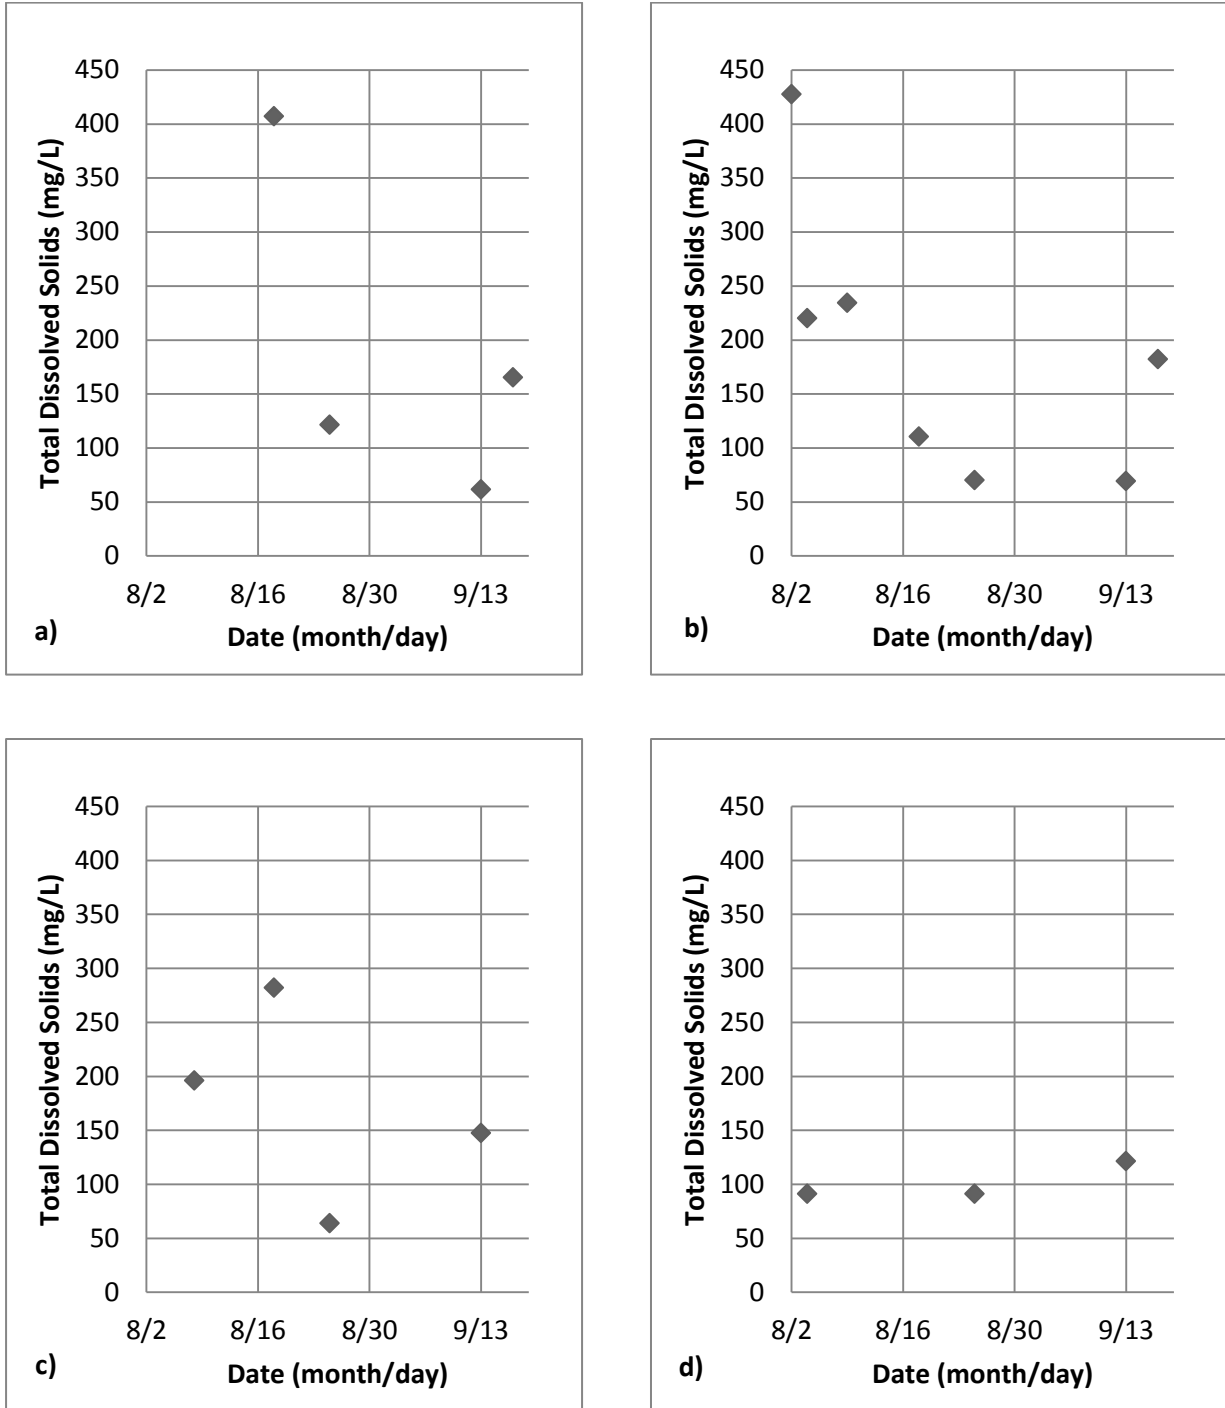 450
400
350
300
250
200
150
100
50
0
Total Dissolved Solids (mg/L)
8/2 8/16 8/30 9/13
Date (month/day)
a)
450
400
350
300
250
200
150
100
50
0
Total DIssolved Solids (mg/L)
8/2 8/16 8/30 9/13
Date (month/day)
b)
450
400
350
300
250
200
150
100
50
0
Total Dissolved Solids (mg/L)
8/2 8/16 8/30 9/13
Date (month/day)
c)
450
400
350
300
250
200
150
100
50
0
Total Dissolved Solids (mg/L)
8/2 8/16 8/30 9/13
Date (month/day)
d)